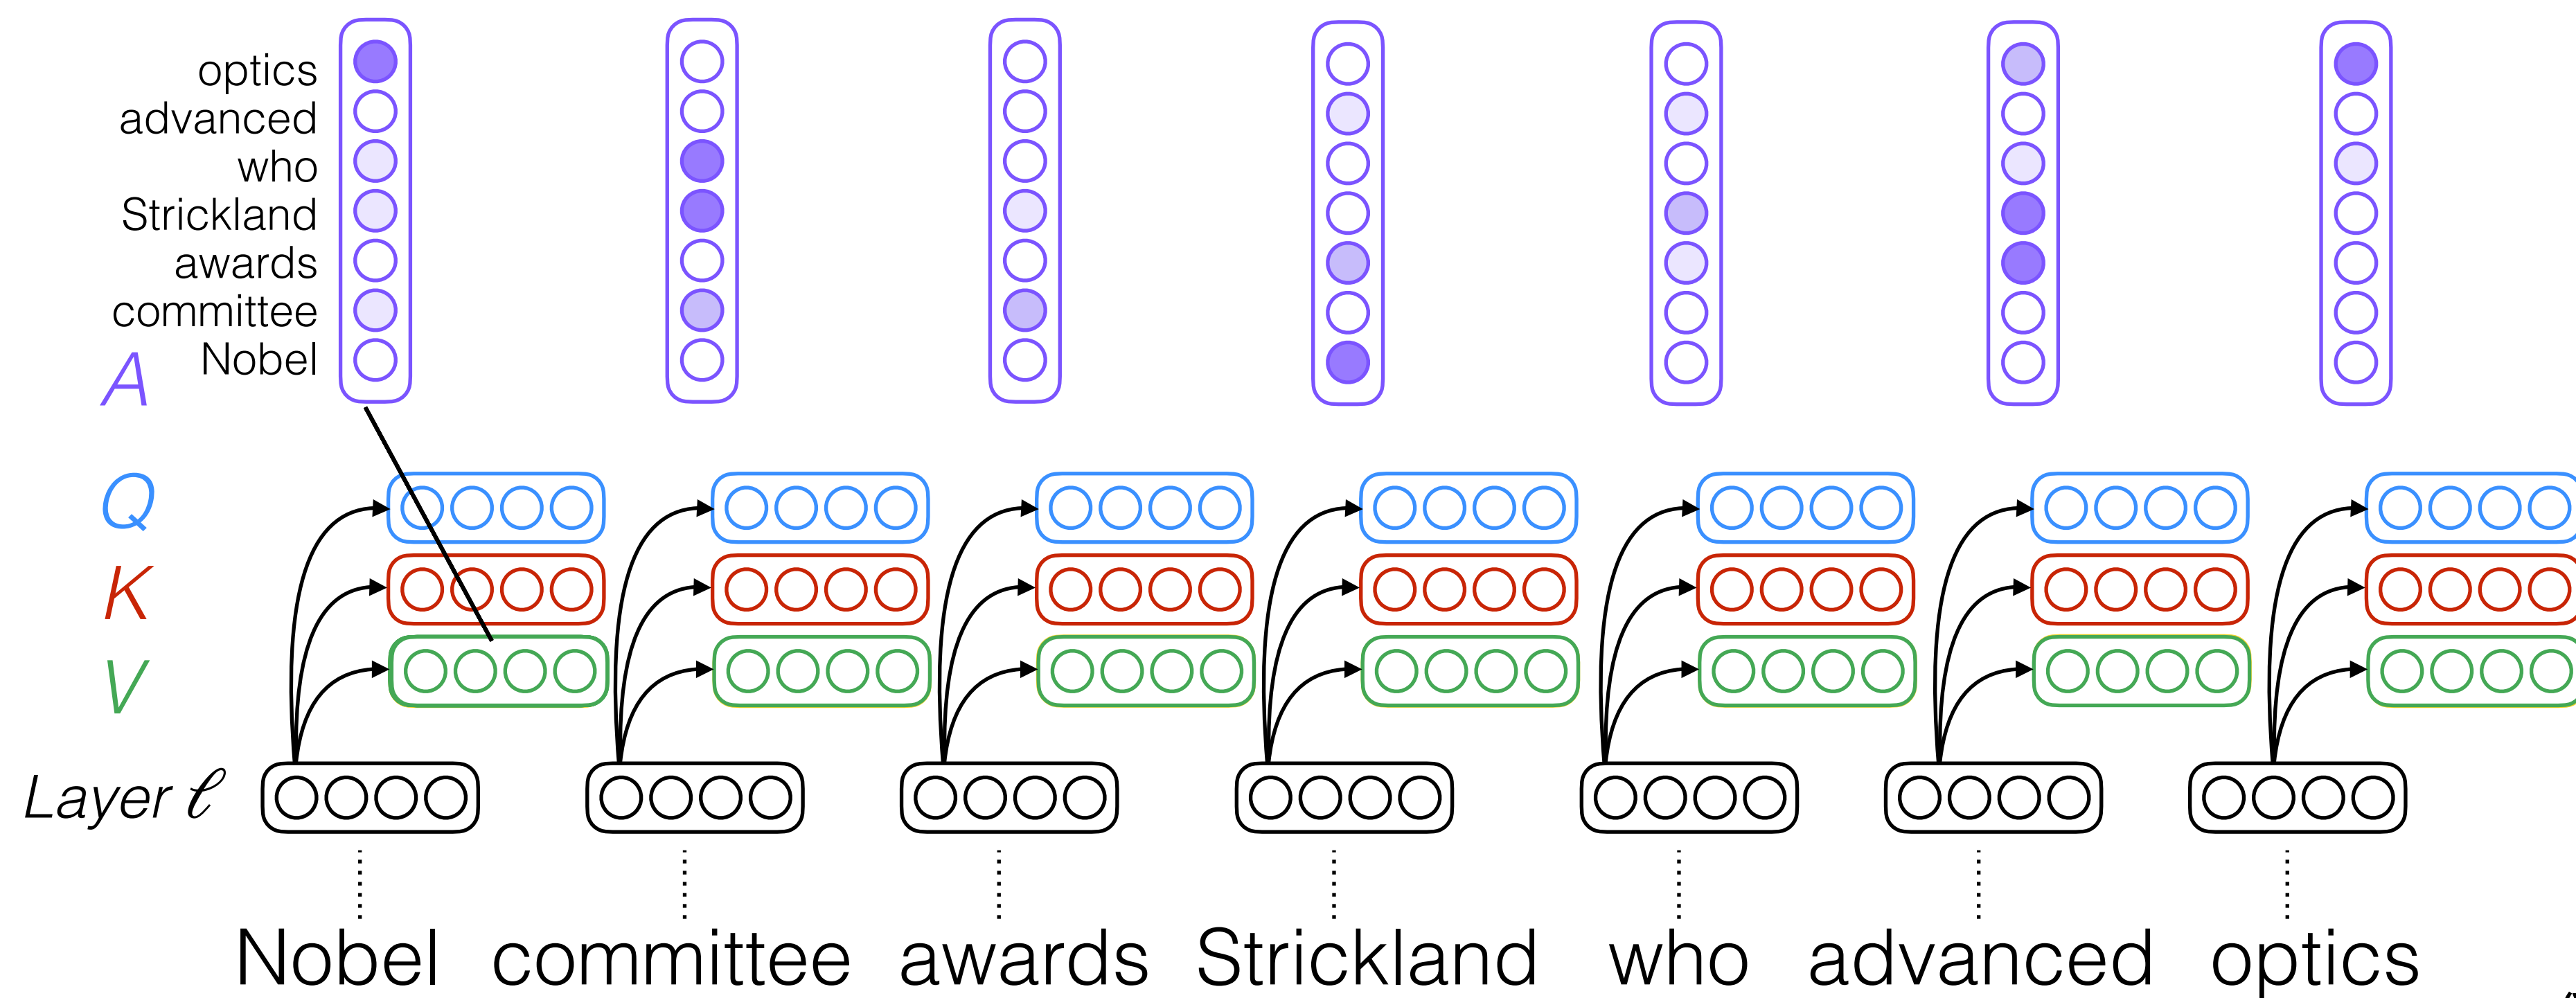 optics
advanced
who
Strickland
awards
committee
Nobel
A
Q
K
V
Layer ℓ
Nobel committee awards Strickland who advanced optics